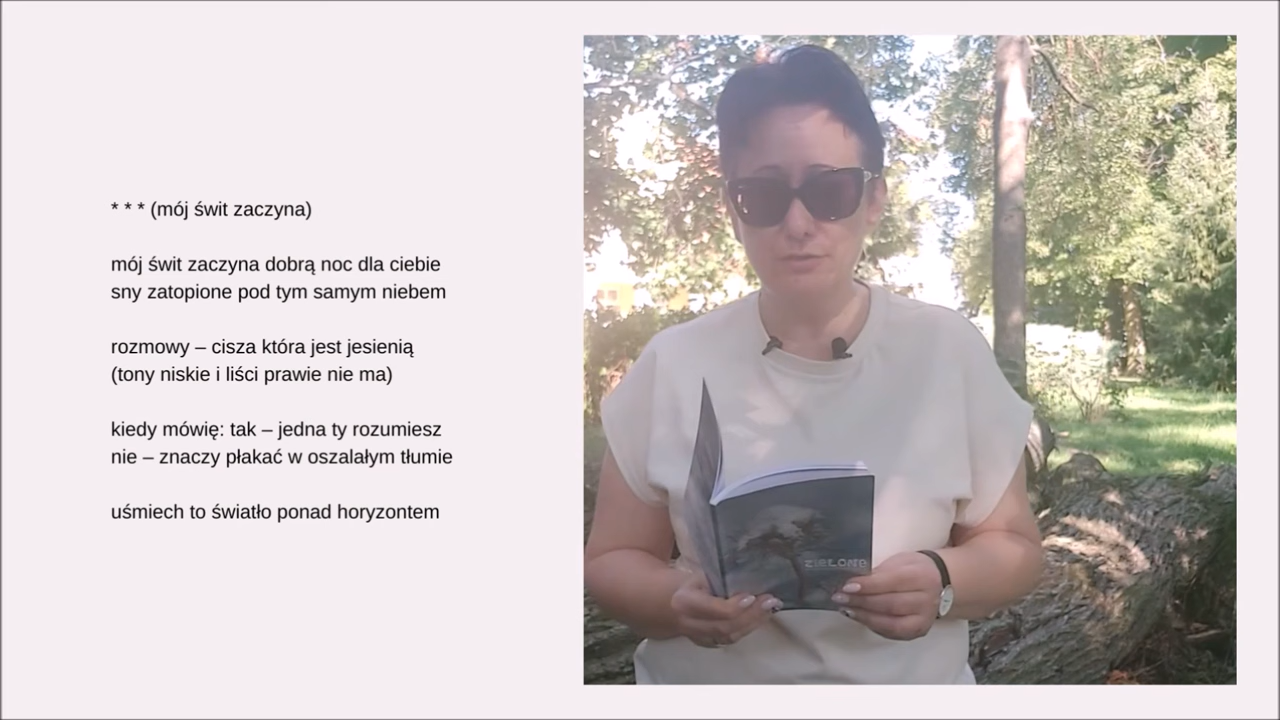 * * * (mój świt zaczyna)
mój świt zaczyna dobrą noc dla ciebie
sny zatopione pod tym samym niebem
rozmowy – cisza która jest jesienią
(tony niskie i liści prawie nie ma)
kiedy mówię: tak – jedna ty rozumiesz
nie – znaczy płakać w oszalałym tłumie
uśmiech to światło ponad horyzontem
zielone